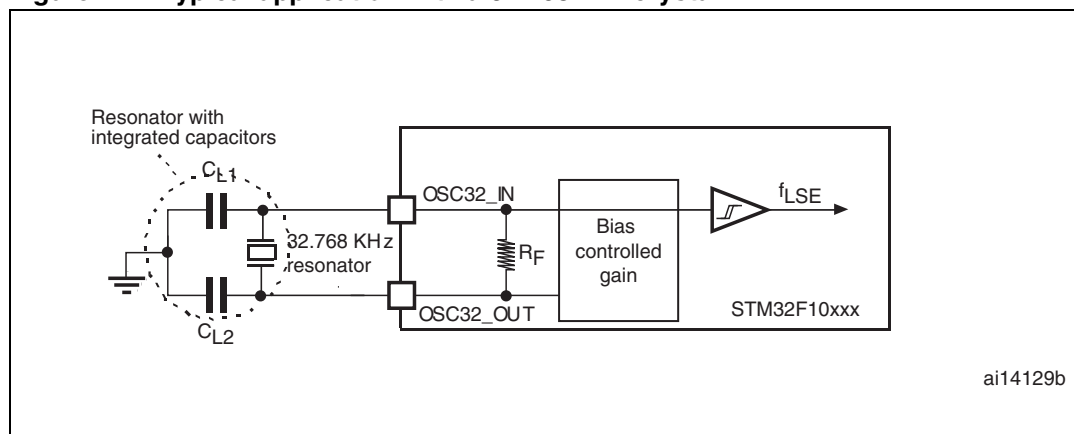 Resonator with
integrated capacitors
CL1
OSC32_IN
fLSE
32.768 KHz
resonator
RF
Bias
controlled
gain
OSC32_OUT
STM32F10xxx
CL2
ai14129b